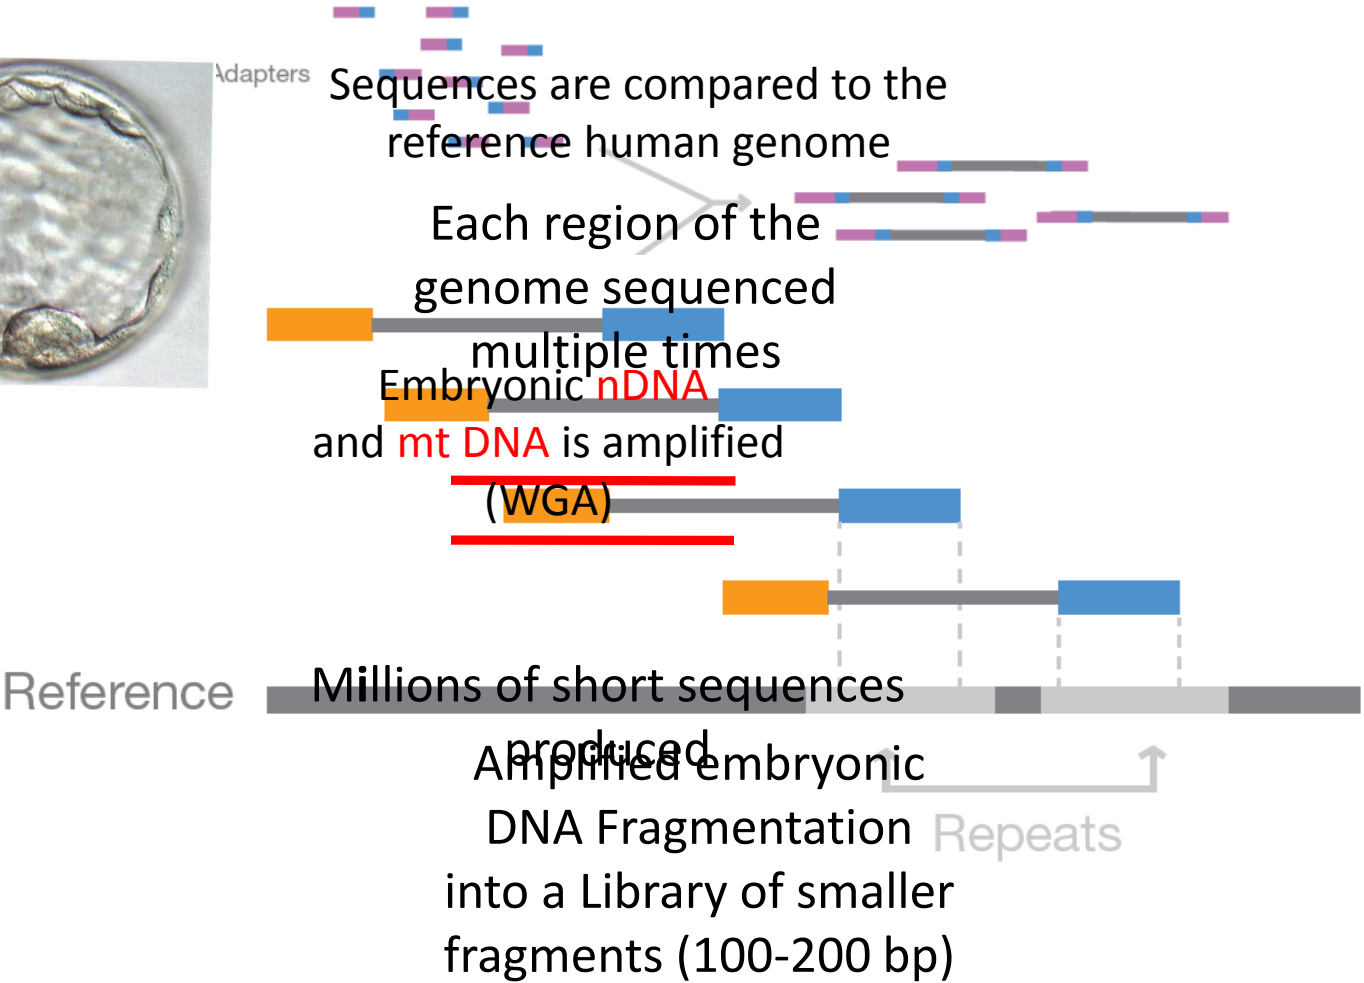 Adapters
Sequences are compared to the
reference human genome
Each region of the
genome sequenced
multiple times
Embryonic nDNA
and mt DNA is amplified
(WGA)
Reference
Millions of short sequences
produced
Amplified embryonic
DNA Fragmentation
Repeats
into a Library of smaller
fragments (100-200 bp)